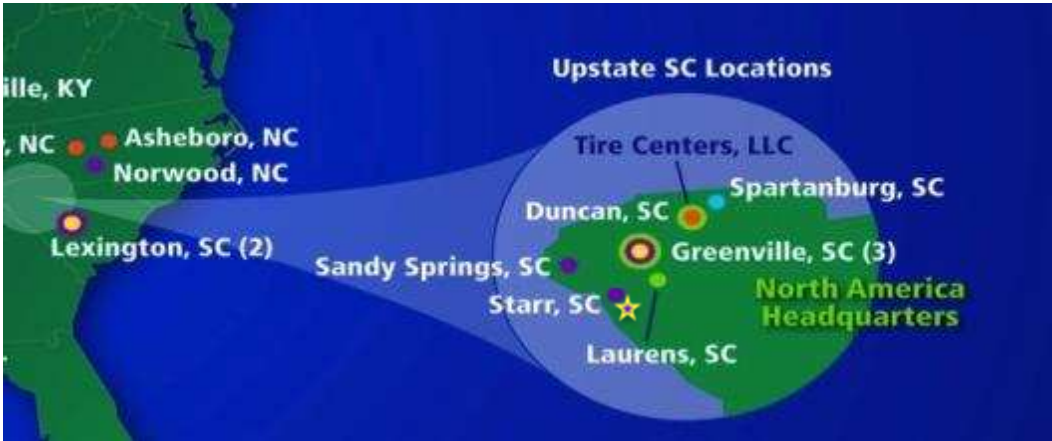 Upstate SC Locations
ille, KY
, NC
Asheboro, NC
Norwood, NC
Lexington, SC (2)
Tire Centers, LLC
Spartanburg, SC
Duncan, SC
Greenville, SC (3)
Sandy Springs, SC
North America
Headquarters
Starr, SC
Laurens, SC